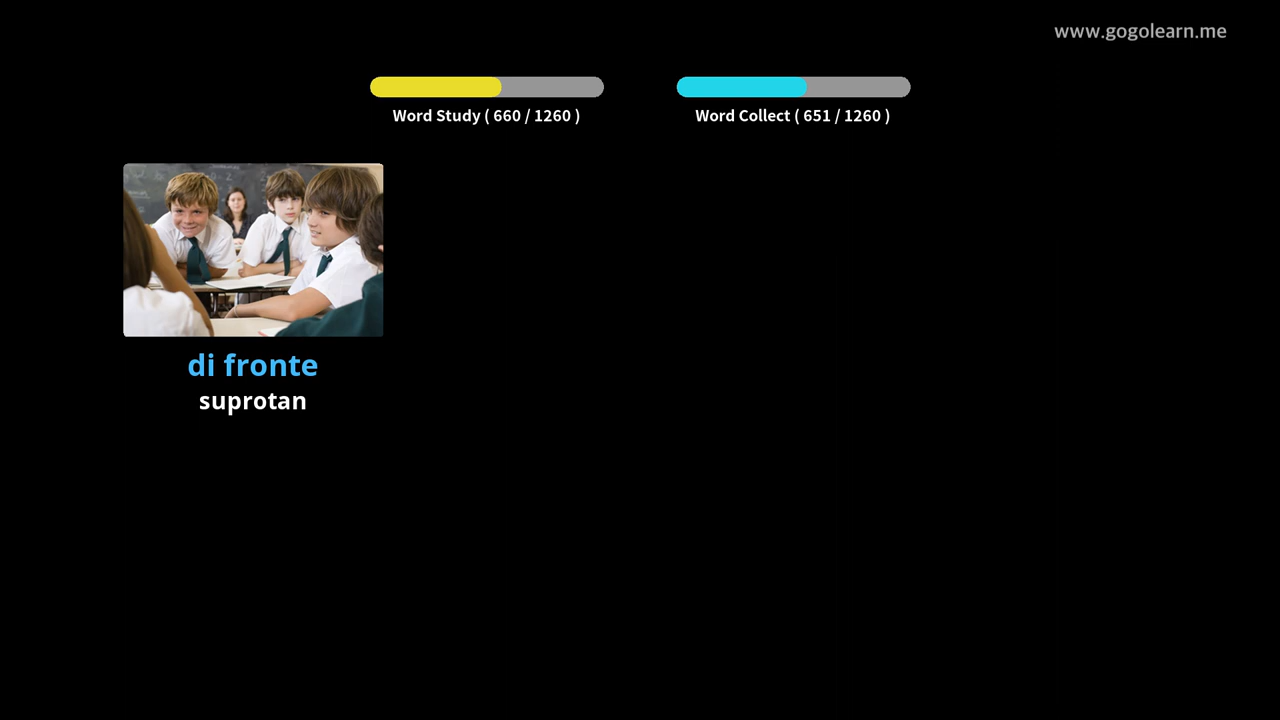 www.gogolearn.me
Word Study ( 660 / 1260 )
Word Collect ( 651 / 1260 )
di fronte
suprotan